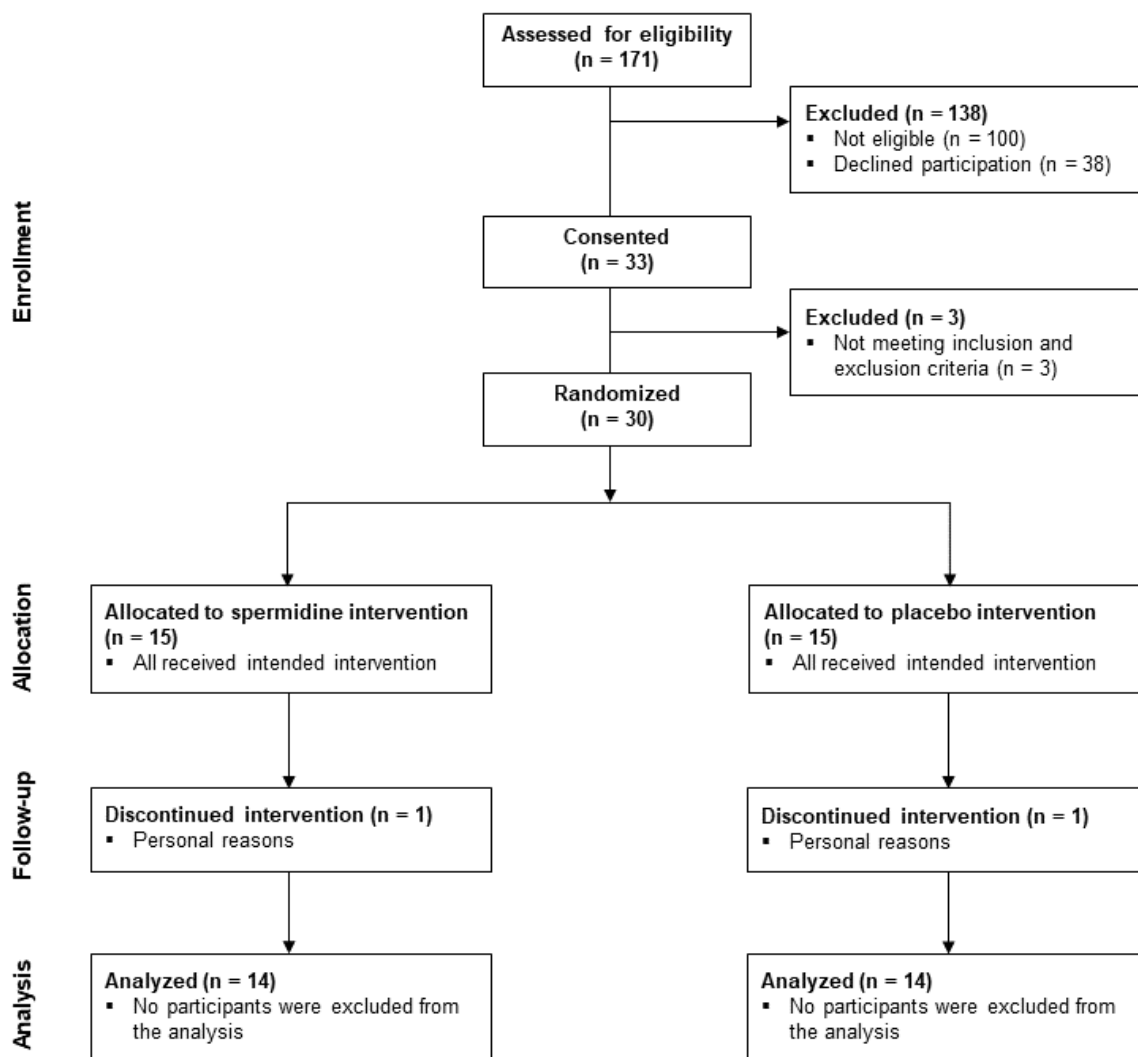 Assessed for eligibility
(n = 171)
Excluded (n = 138)
▪ Not eligible (n = 100)
▪ Declined participation (n = 38)
Enrollment
Consented
(n = 33)
Excluded (n = 3)
▪ Not meeting inclusion and
exclusion criteria (n = 3)
Randomized
(n = 30)
Allocation
Allocated to spermidine intervention
(n = 15)
▪ All received intended intervention
Allocated to placebo intervention
(n = 15)
▪ All received intended intervention
Follow-up
Discontinued intervention (n = 1)
▪ Personal reasons
Discontinued intervention (n = 1)
▪ Personal reasons
Analysis
Analyzed (n = 14)
▪ No participants were excluded from
the analysis
Analyzed (n = 14)
▪ No participants were excluded from
the analysis